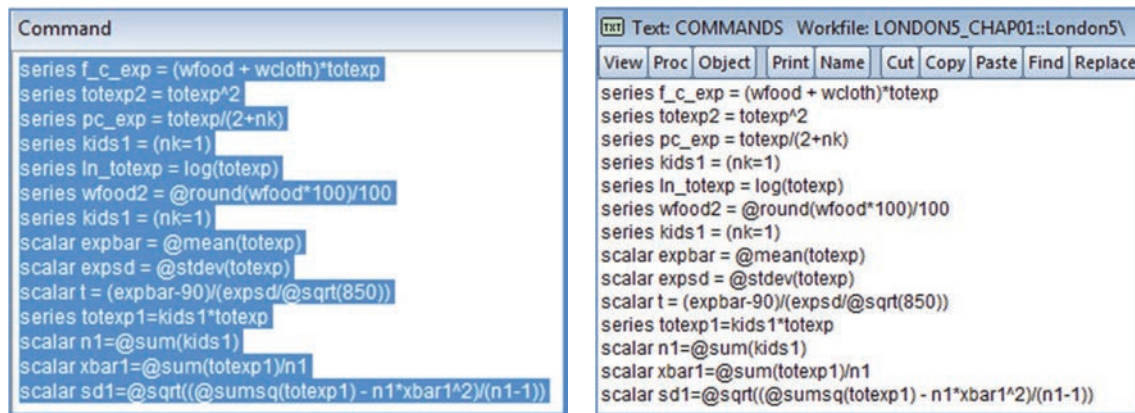 Command
series f_c_exp = (wfood + wcloth)*totexp
series totexp2 = totexp^2
series pc_exp = totexp/(2+nk)
series kids1 = (nk=1)
series ln_totexp = log(totexp)
series wfood2 = @round(wfood*100)/100
series kids1 = (nk=1)
scalar expbar = @mean(totexp)
scalar expsd = @stdev(totexp)
scalar t = (expbar-90)/(expsd/@sqrt(850))
series totexp1=kids1*totexp
scalar n1=@sum(kids1)
scalar xbar1=@sum(totexp1)/n1
scalar sd1=@sqrt((@sumsq(totexp1) - n1*xbar1^2)/(n1-1))
TXT Text: COMMANDS Workfile: LONDON5_CHAP01::London5\
View Proc Object Print Name Cut Copy Paste Find Replace
series f_c_exp = (wfood + wcloth)*totexp
series totexp2 = totexp^2
series pc_exp = totexp/(2+nk)
series kids1 = (nk=1)
series ln_totexp = log(totexp)
series wfood2 = @round(wfood*100)/100
series kids1 = (nk=1)
scalar expbar = @mean(totexp)
scalar expsd = @stdev(totexp)
scalar t = (expbar-90)/(expsd/@sqrt(850))
series totexp1=kids1*totexp
scalar n1=@sum(kids1)
scalar xbar1=@sum(totexp1)/n1
scalar sd1=@sqrt((@sumsq(totexp1) - n1*xbar1^2)/(n1-1))